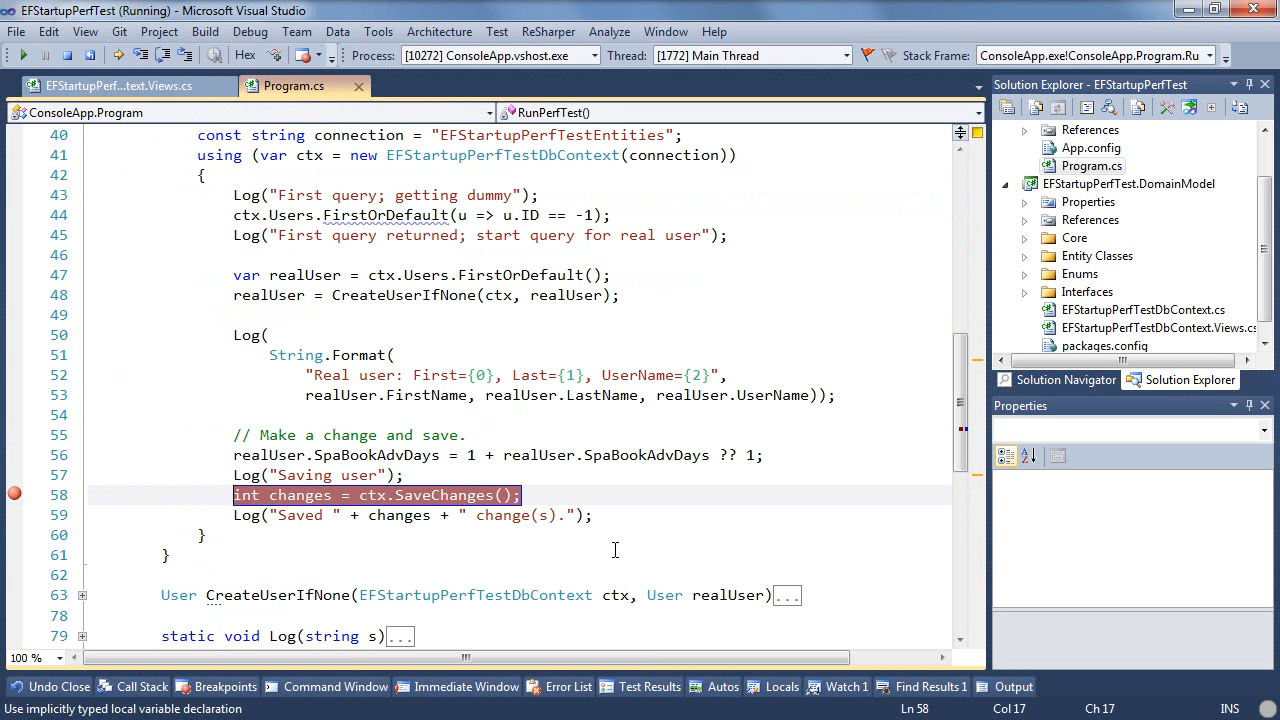 EFStartupPerfTest (Running) - Microsoft Visual Studio
File Edit View Git Project Build Debug Team Data Tools Architecture Test ReSharper Analyze Window Help
Hex Process: [10272] ConsoleApp.vshost.exe Thread: [1772] Main Thread Stack Frame: ConsoleApp.exe!ConsoleApp.Program.Ru
EFStartupPerf...text.Views.cs Program.cs
ConsoleApp.Program RunPerfTest()
40 const string connection = "EFStartupPerfTestEntities";
41 using (var ctx = new EFStartupPerfTestDbContext(connection))
42 {
43 Log("First query; getting dummy");
44 ctx.Users.FirstOrDefault(u => u.ID == -1);
45 Log("First query returned; start query for real user");
46
47 var realUser = ctx.Users.FirstOrDefault();
48 realUser = CreateUserIfNone(ctx, realUser);
49
50 Log(
51 String.Format(
52 "Real user: First={0}, Last={1}, UserName={2}",
53 realUser.FirstName, realUser.LastName, realUser.UserName));
54
55 // Make a change and save.
56 realUser.SpaBookAdvDays = 1 + realUser.SpaBookAdvDays ?? 1;
57 Log("Saving user");
58 int changes = ctx.SaveChanges();
59 Log("Saved " + changes + " change(s).");
60 }
61 }
62
63 User CreateUserIfNone(EFStartupPerfTestDbContext ctx, User realUser)...
78
79 static void Log(string s)...
100 %
Solution Explorer - EFStartupPerfTest
References
App.config
Program.cs
EFStartupPerfTest.DomainModel
Properties
References
Core
Entity Classes
Enums
Interfaces
EFStartupPerfTestDbContext.cs
EFStartupPerfTestDbContext.Views.cs
packages.config
Solution Navigator Solution Explorer
Properties
Undo Close Call Stack Breakpoints Command Window Immediate Window Error List Test Results Autos Locals Watch 1 Find Results 1 Output
Use implicitly typed local variable declaration Ln 58 Col 17 Ch 17 INS